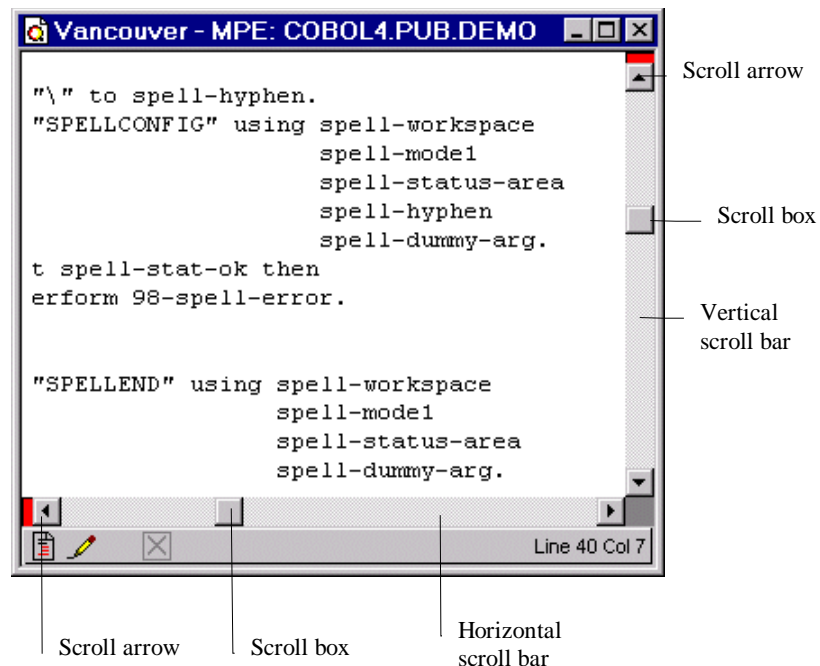 Vancouver - MPE: COBOL4.PUB.DEMO
Scroll arrow
"\" to spell-hyphen.
"SPELLCONFIG" using spell-workspace
spell-mode1
spell-status-area
spell-hyphen
Scroll box
spell-dummy-arg.
t spell-stat-ok then
erform 98-spell-error.
Vertical
scroll bar
"SPELLEND" using spell-workspace
spell-mode1
spell-status-area
spell-dummy-arg.
Line 40 Col 7
Scroll arrow
Scroll box
Horizontal
scroll bar